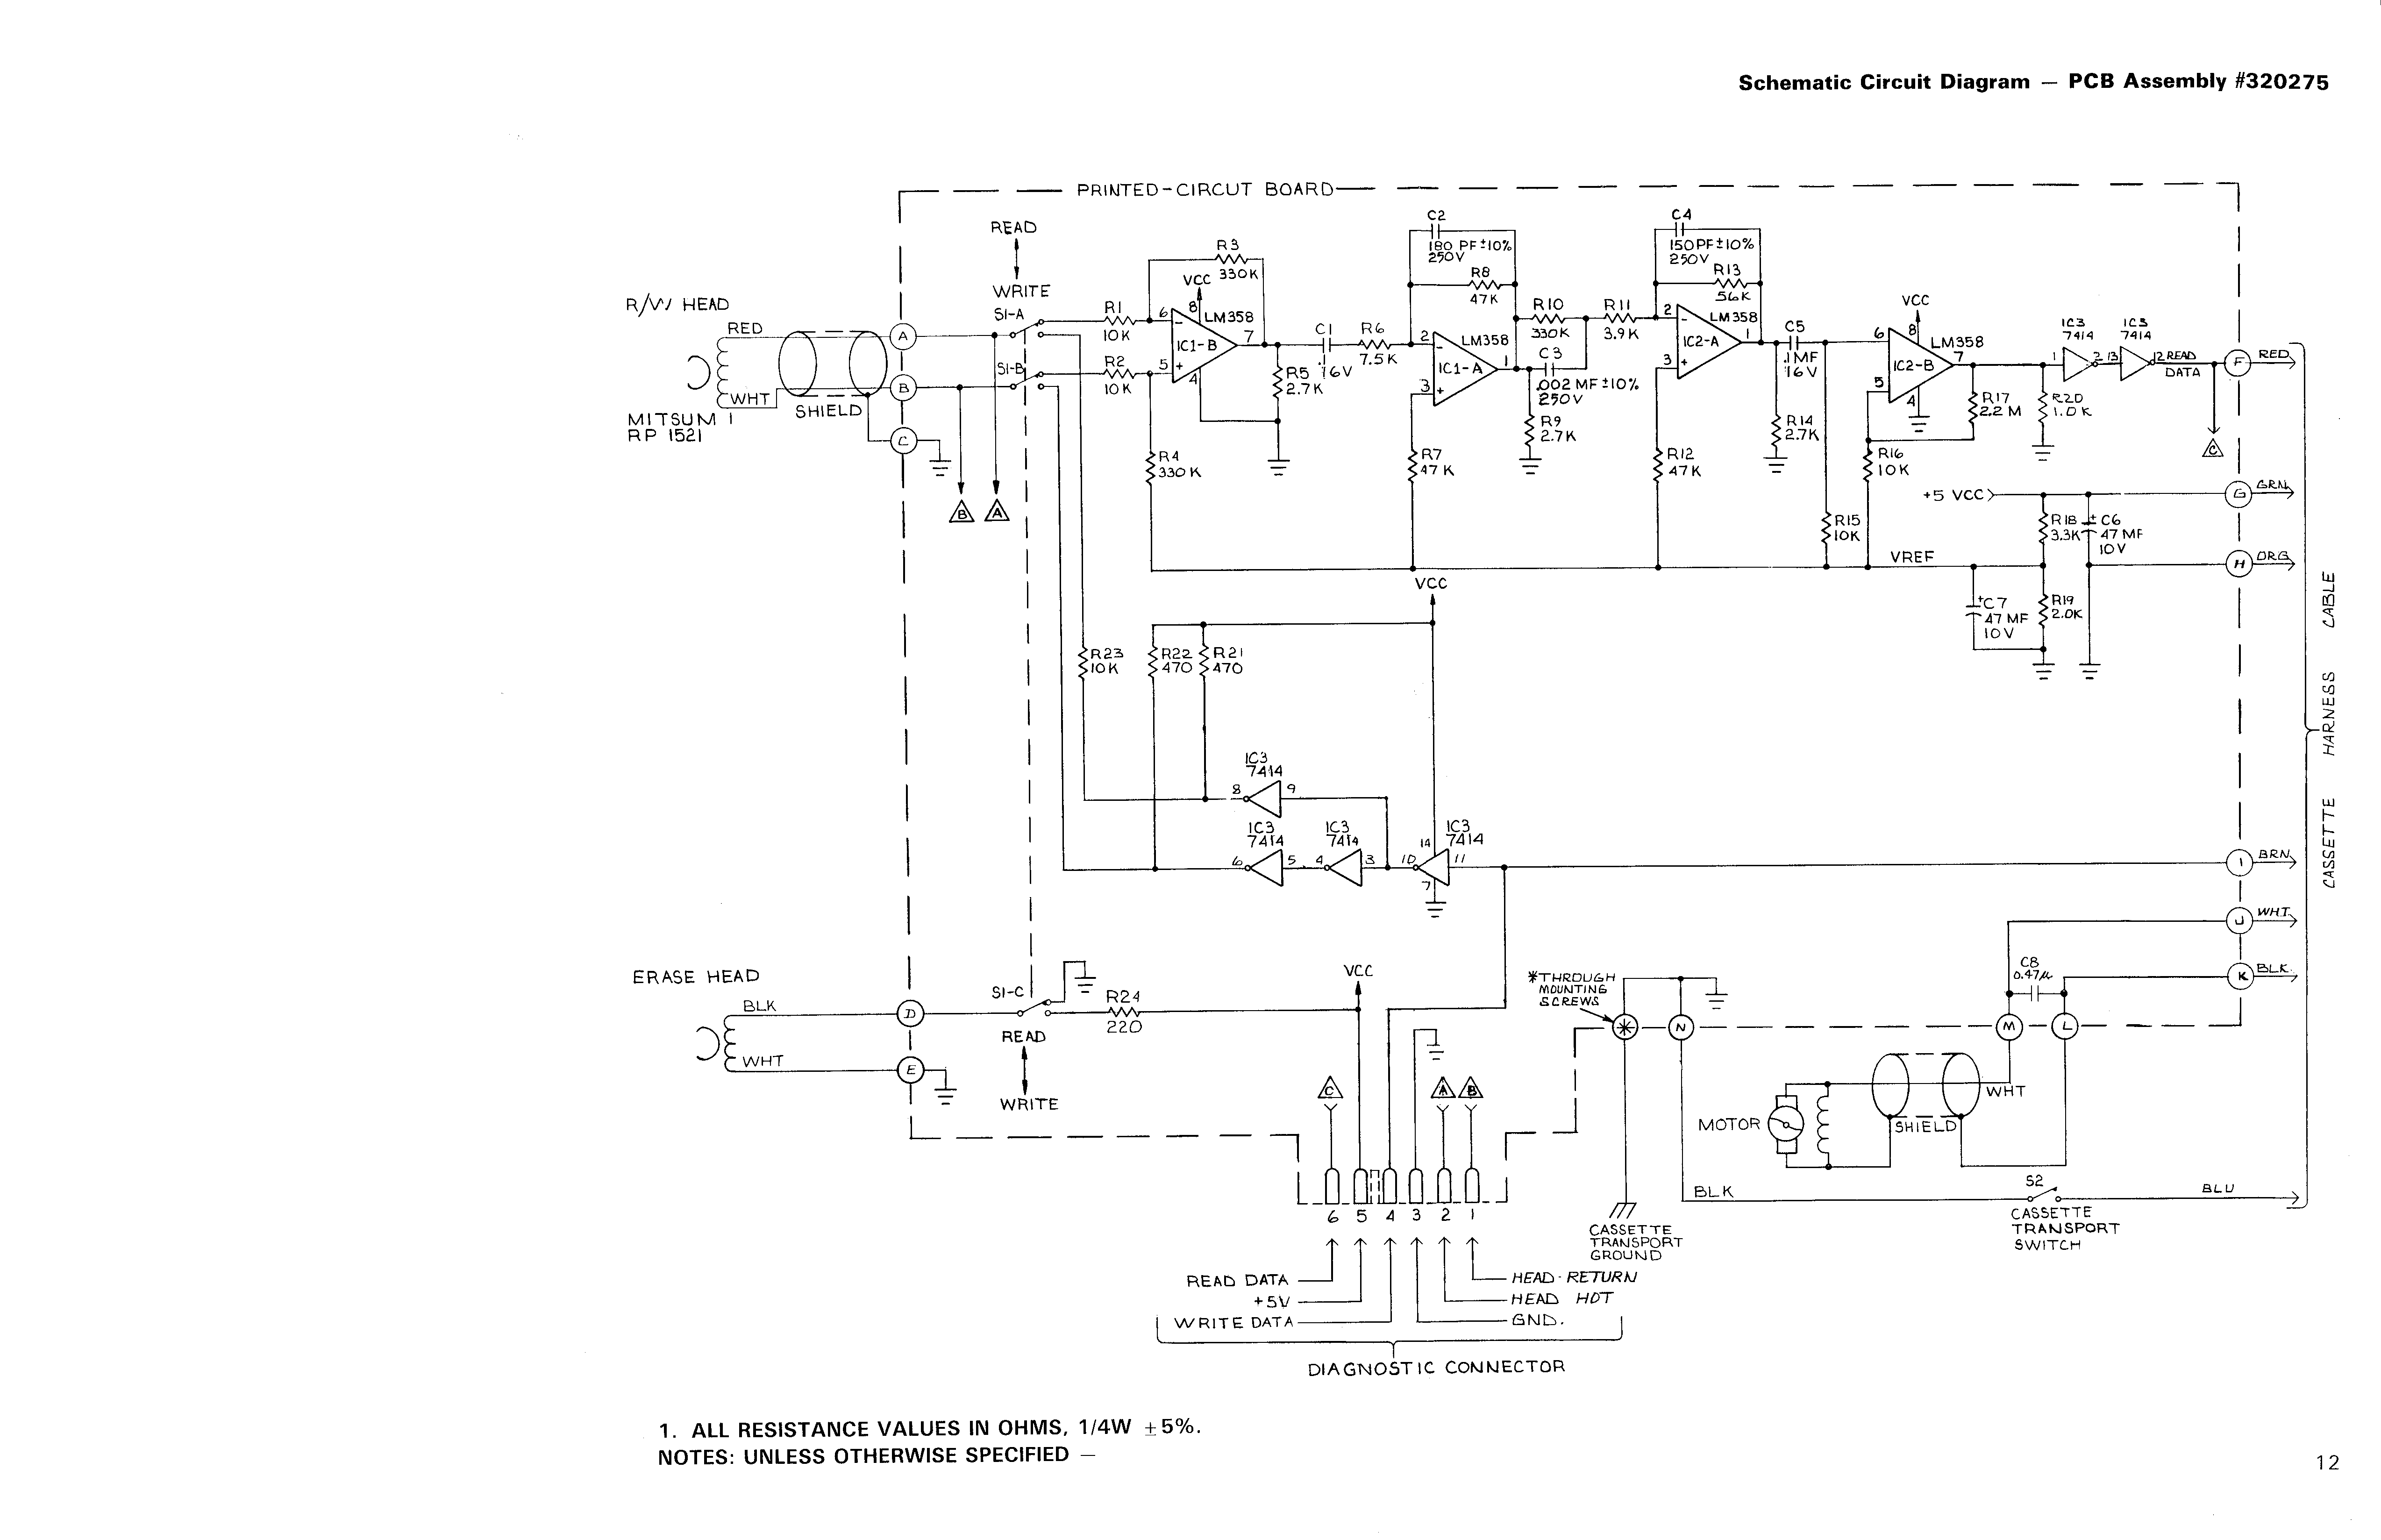 Schematic Circuit Diagram — PCB Assembly #320275
PRINTED-CIRCUT BOARD
READ
WRITE
R/W HEAD
RED
WHT
MITSUMI
RP 1521
SHIELD
A
B
C
S1-A
S1-B
B
A
R1
10K
R2
10K
R3
330K
VCC
6
8
LM358
7
IC1-B
5
4
R4
330K
R5
2.7K
C1
.1
16V
R6
7.5K
C2
180 PF ±10%
250V
R8
47K
2
LM358
1
IC1-A
3
R7
47K
R10
330K
C3
.002 MF ±10%
250V
R9
2.7K
R11
3.9K
C4
150PF ±10%
250V
R13
56K
2
LM358
1
IC2-A
3
R12
47K
C5
.1MF
16V
R14
2.7K
R15
10K
VCC
6
8
LM358
7
IC2-B
5
4
R16
10K
R17
2.2M
R20
1.0K
IC3
7414
1
2
IC3
7414
13
12
READ
DATA
F
RED
C
+5 VCC
G
GRN
R18
3.3K
+
C6
47 MF
10V
VREF
H
ORG
+
C7
47 MF
10V
R19
2.0K
VCC
R23
10K
R22
470
R21
470
IC3
7414
8
9
IC3
7414
6
5
IC3
7414
4
3
IC3
7414
14
10
11
7
I
BRN
J
WHT
K
BLK
C8
0.47µ
CASSETTE HARNESS CABLE
ERASE HEAD
BLK
WHT
D
E
S1-C
READ
WRITE
R24
220
VCC
*THROUGH
MOUNTING
SCREWS
N
M
L
WHT
MOTOR
SHIELD
BLK
S2
BLU
CASSETTE
TRANSPORT
SWITCH
CASSETTE
TRANSPORT
GROUND
C
A
B
6
5
4
3
2
1
READ DATA
+5V
WRITE DATA
HEAD RETURN
HEAD HOT
GND.
DIAGNOSTIC CONNECTOR
1. ALL RESISTANCE VALUES IN OHMS, 1/4W ±5%.
NOTES: UNLESS OTHERWISE SPECIFIED —
12